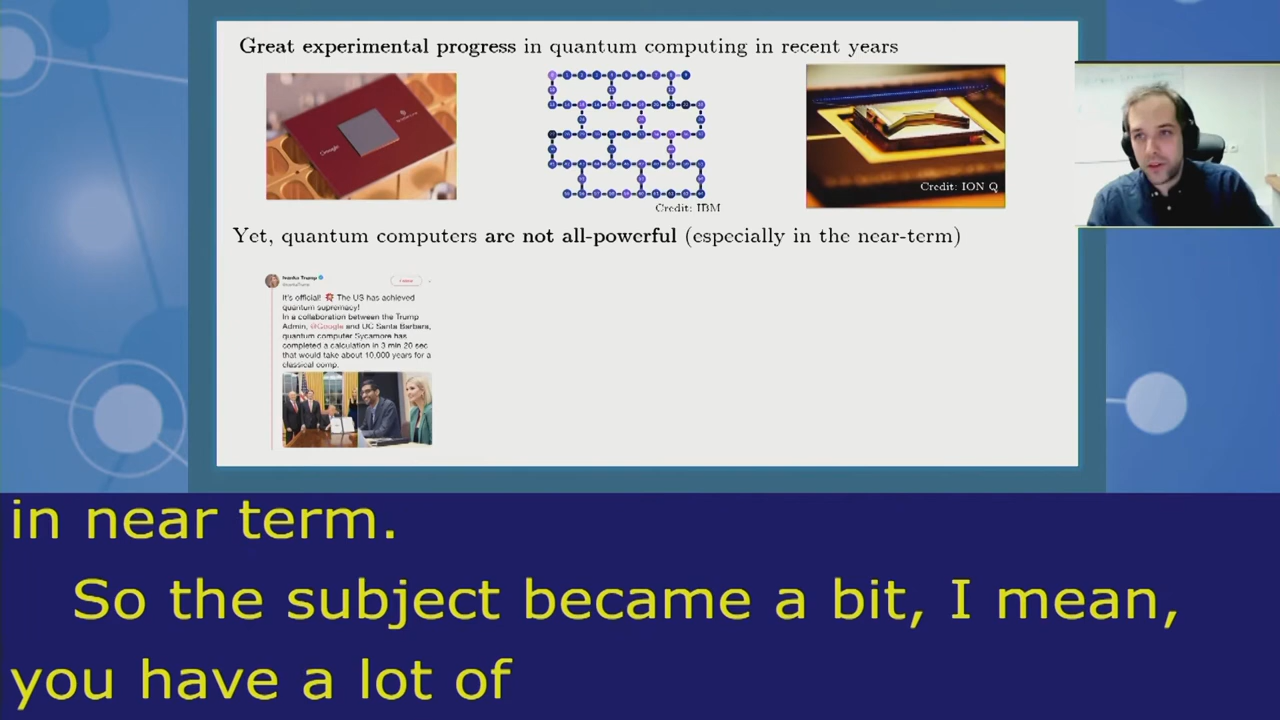 Great experimental progress in quantum computing in recent years
Google
Credit: IBM
Credit: ION Q
Yet, quantum computers are not all-powerful (especially in the near-term)
Ivanka Trump
It's official! The US has achieved
quantum supremacy!
In a collaboration between the Trump
Admin, @Google and UC Santa Barbara,
quantum computer Sycamore has
completed a calculation in 3 min 20 sec
that would take about 10,000 years for a
classical comp.
in near term.
So the subject became a bit, I mean,
you have a lot of